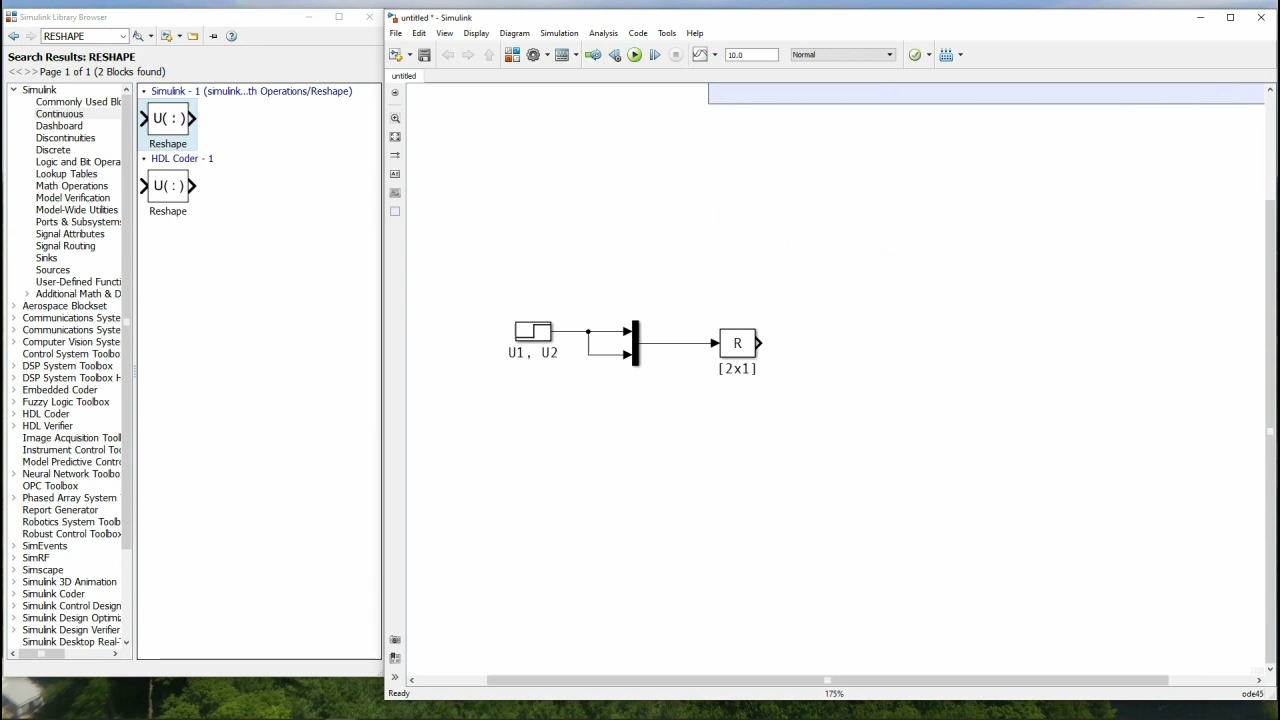 Simulink Library Browser
RESHAPE
Search Results: RESHAPE
<< >> Page 1 of 1 (2 Blocks found)
Simulink
Commonly Used Blo
Continuous
Dashboard
Discontinuities
Discrete
Logic and Bit Opera
Lookup Tables
Math Operations
Model Verification
Model-Wide Utilities
Ports & Subsystems
Signal Attributes
Signal Routing
Sinks
Sources
User-Defined Functi
Additional Math & D
Aerospace Blockset
Communications Syste
Communications Syste
Computer Vision Syste
Control System Toolbox
DSP System Toolbox
DSP System Toolbox H
Embedded Coder
Fuzzy Logic Toolbox
HDL Coder
HDL Verifier
Image Acquisition Tool
Instrument Control Too
Model Predictive Contro
Neural Network Toolbo
OPC Toolbox
Phased Array System
Report Generator
Robotics System Toolb
Robust Control Toolbox
SimEvents
SimRF
Simscape
Simulink 3D Animation
Simulink Coder
Simulink Control Design
Simulink Design Optimiz
Simulink Design Verifier
Simulink Desktop Real-T
Simulink - 1 (simulink...th Operations/Reshape)
U( : )
Reshape
HDL Coder - 1
U( : )
Reshape
untitled * - Simulink
File Edit View Display Diagram Simulation Analysis Code Tools Help
10.0 Normal
untitled
U1, U2
R
[2x1]
Ready 175% ode45